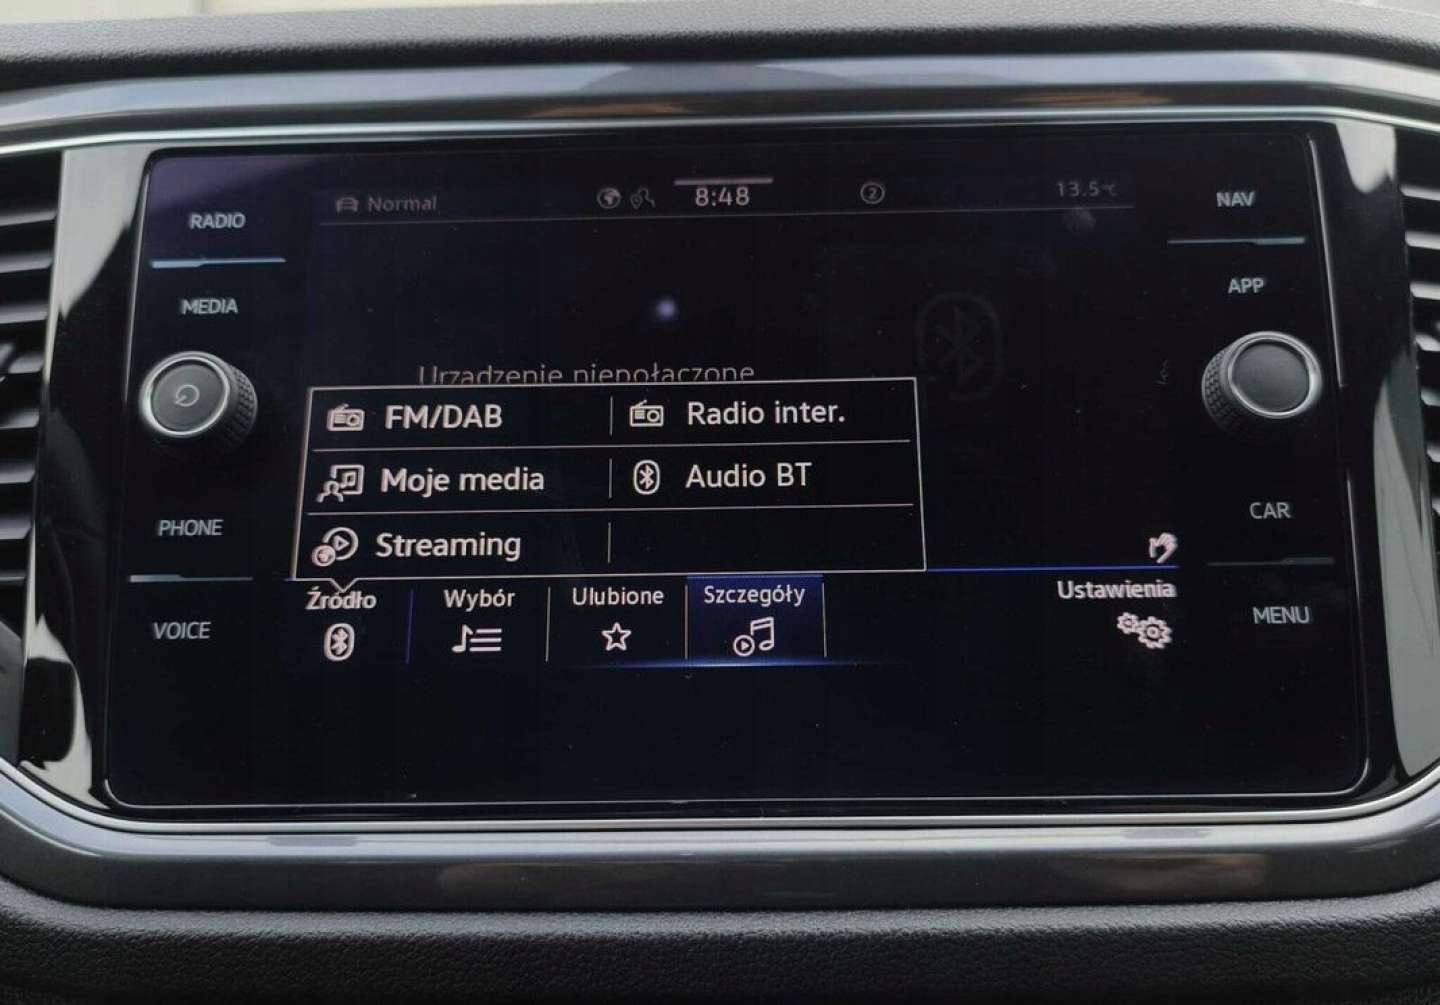 RADIO
MEDIA
PHONE
VOICE
Normal
8:48
2
13.5°C
Urządzenie niepołączone
FM/DAB
Radio inter.
Moje media
Audio BT
Streaming
Źródło
Wybór
Ulubione
Szczegóły
Ustawienia
NAV
APP
CAR
MENU